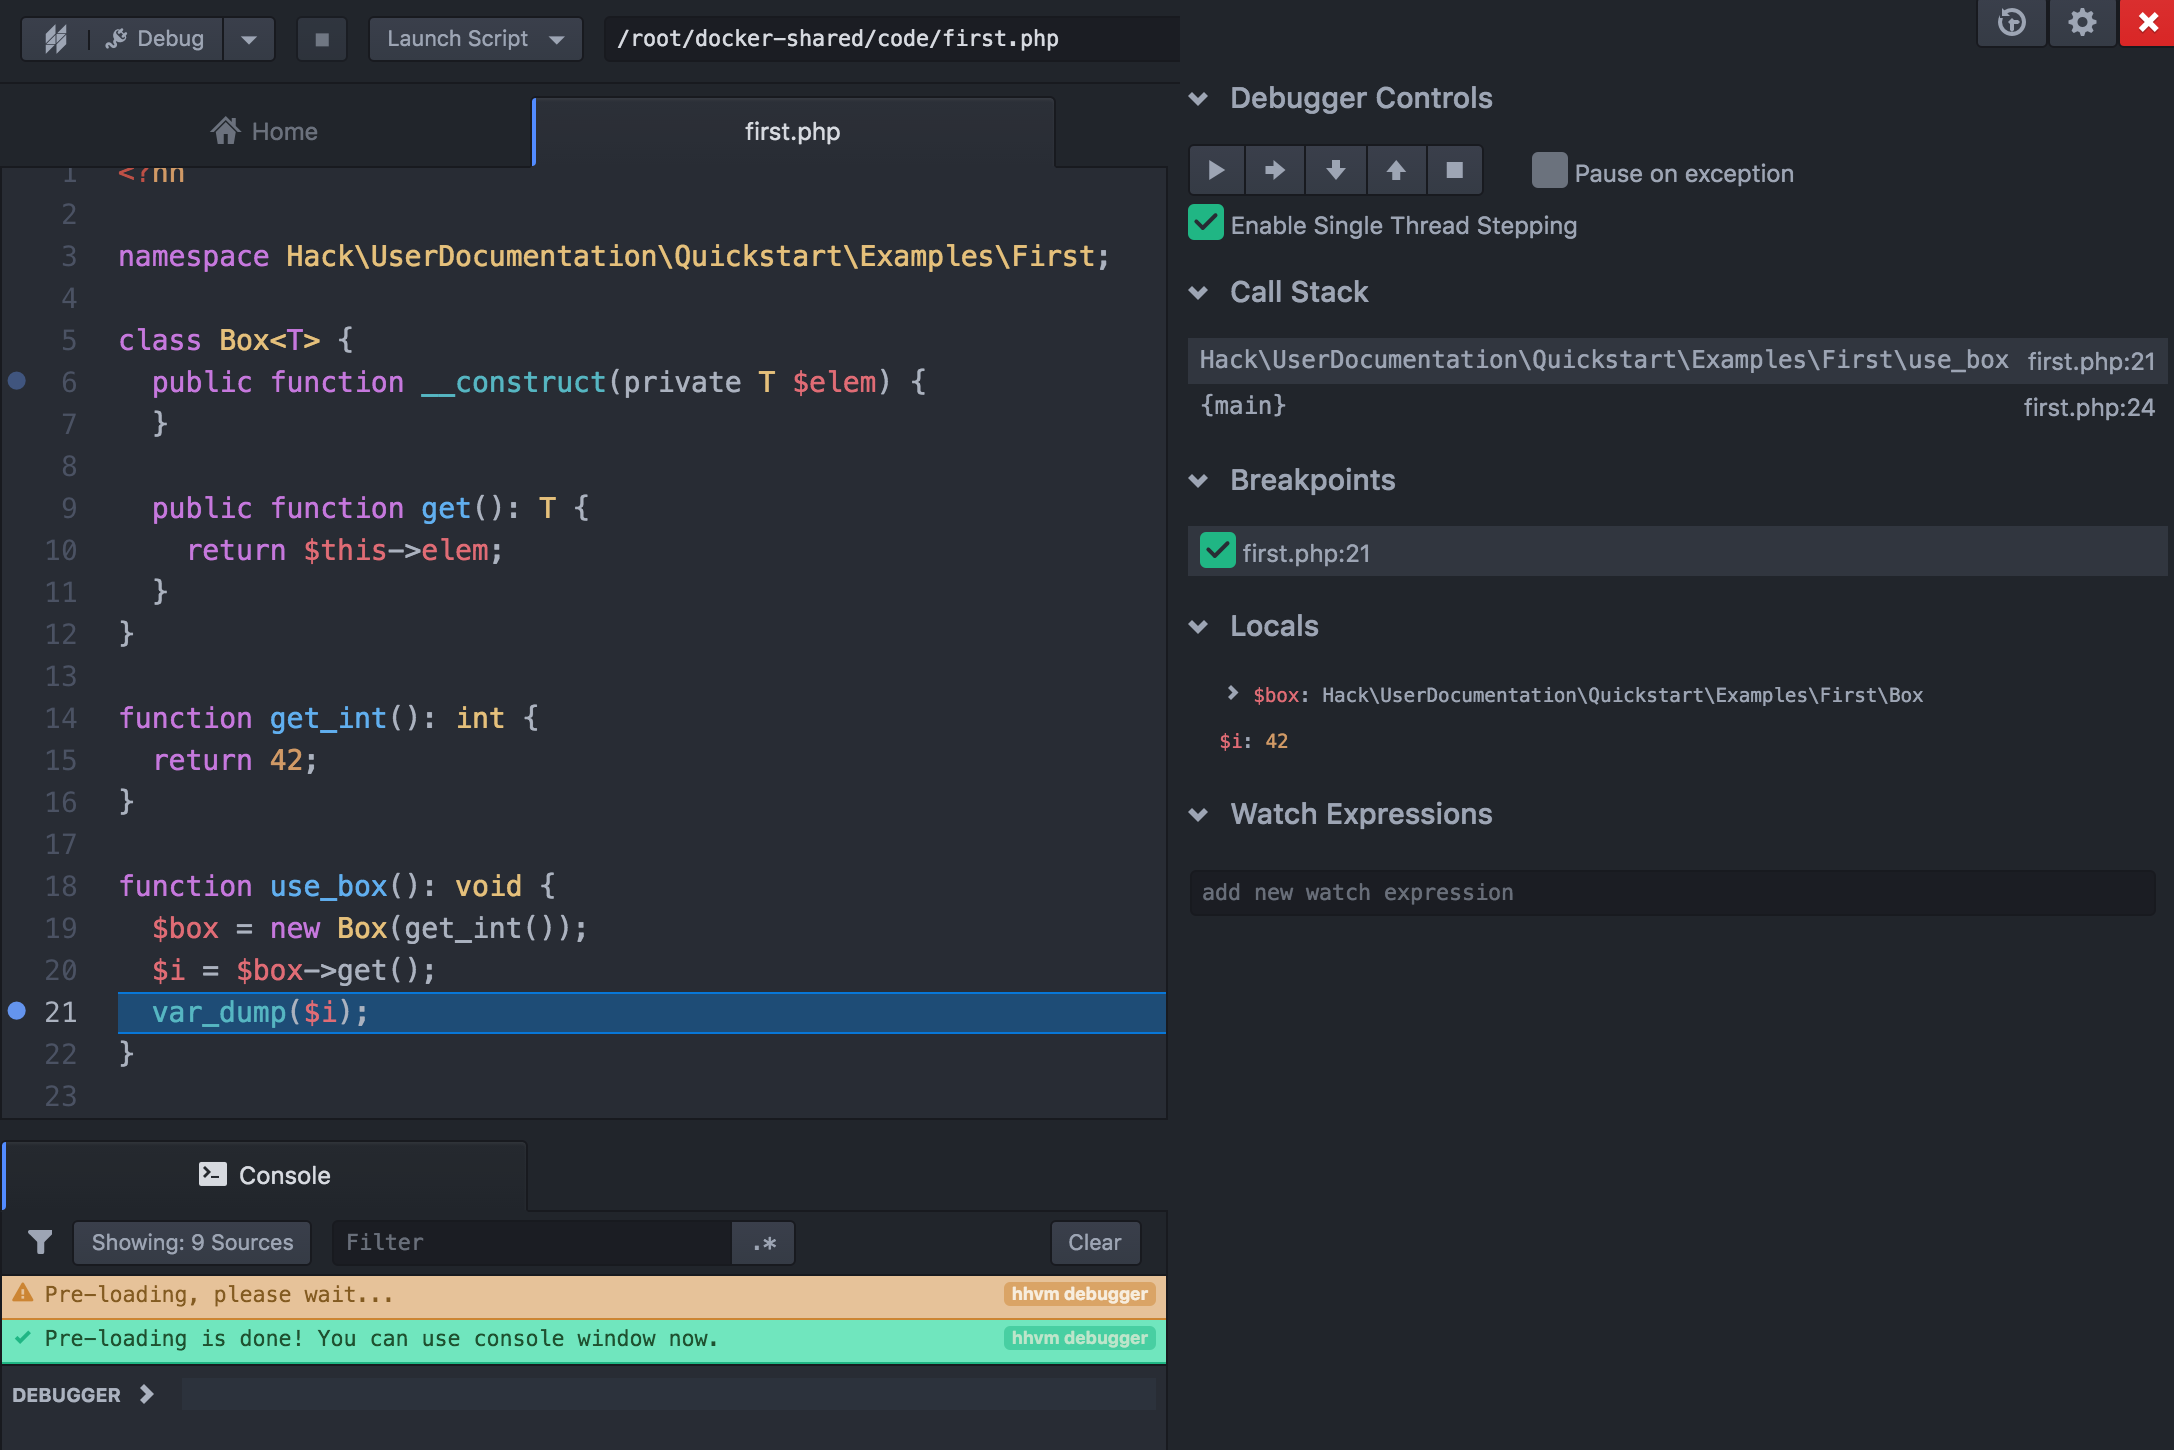 Debug
Launch Script
/root/docker-shared/code/first.php
Home
first.php
1 <?hh
2
3 namespace Hack\UserDocumentation\Quickstart\Examples\First;
4
5 class Box<T> {
6 public function __construct(private T $elem) {
7 }
8
9 public function get(): T {
10 return $this->elem;
11 }
12 }
13
14 function get_int(): int {
15 return 42;
16 }
17
18 function use_box(): void {
19 $box = new Box(get_int());
20 $i = $box->get();
21 var_dump($i);
22 }
23
Console
Showing: 9 Sources
Filter
.*
Clear
Pre-loading, please wait... hhvm debugger
Pre-loading is done! You can use console window now. hhvm debugger
DEBUGGER
Debugger Controls
Pause on exception
Enable Single Thread Stepping
Call Stack
Hack\UserDocumentation\Quickstart\Examples\First\use_box first.php:21
{main} first.php:24
Breakpoints
first.php:21
Locals
$box: Hack\UserDocumentation\Quickstart\Examples\First\Box
$i: 42
Watch Expressions
add new watch expression